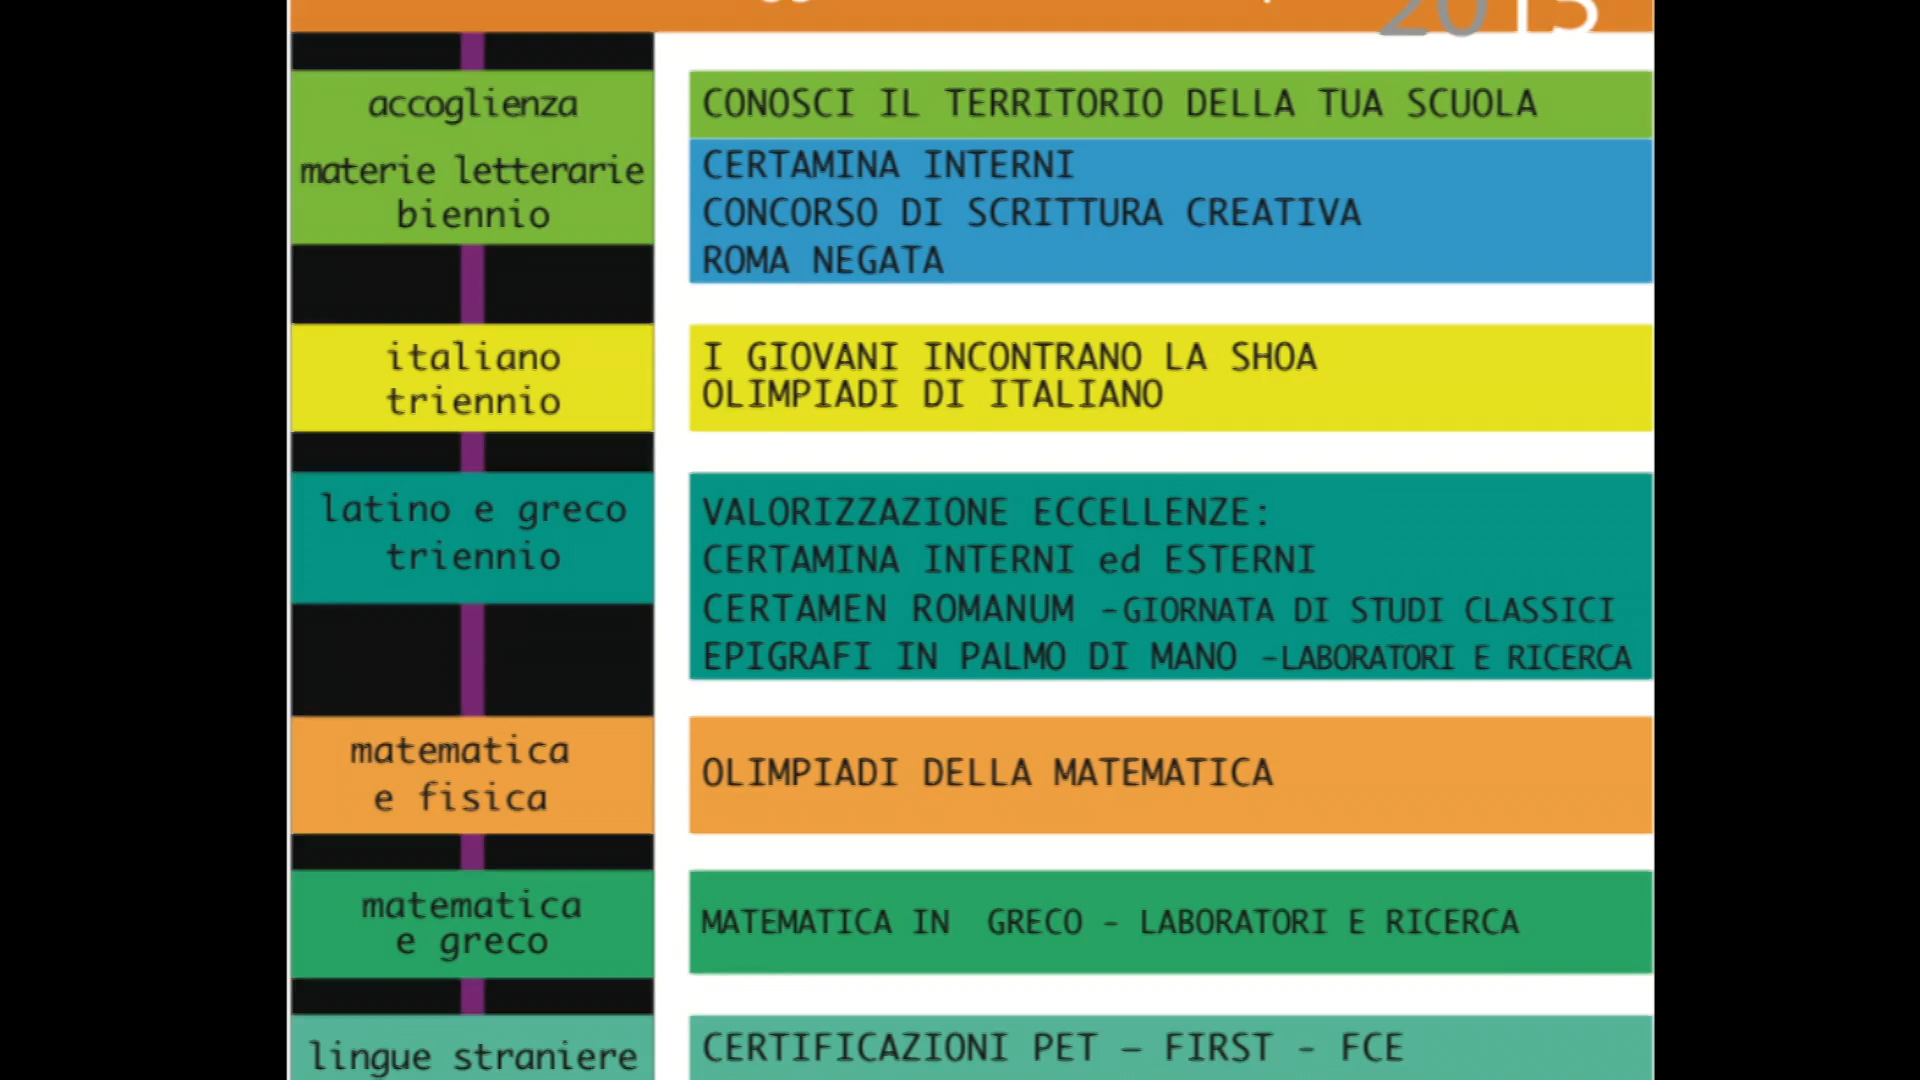 2015
accoglienza
CONOSCI IL TERRITORIO DELLA TUA SCUOLA
materie letterarie
biennio
CERTAMINA INTERNI
CONCORSO DI SCRITTURA CREATIVA
ROMA NEGATA
italiano
triennio
I GIOVANI INCONTRANO LA SHOA
OLIMPIADI DI ITALIANO
latino e greco
triennio
VALORIZZAZIONE ECCELLENZE:
CERTAMINA INTERNI ed ESTERNI
CERTAMEN ROMANUM -GIORNATA DI STUDI CLASSICI
EPIGRAFI IN PALMO DI MANO -LABORATORI E RICERCA
matematica
e fisica
OLIMPIADI DELLA MATEMATICA
matematica
e greco
MATEMATICA IN  GRECO - LABORATORI E RICERCA
lingue straniere
CERTIFICAZIONI PET – FIRST - FCE